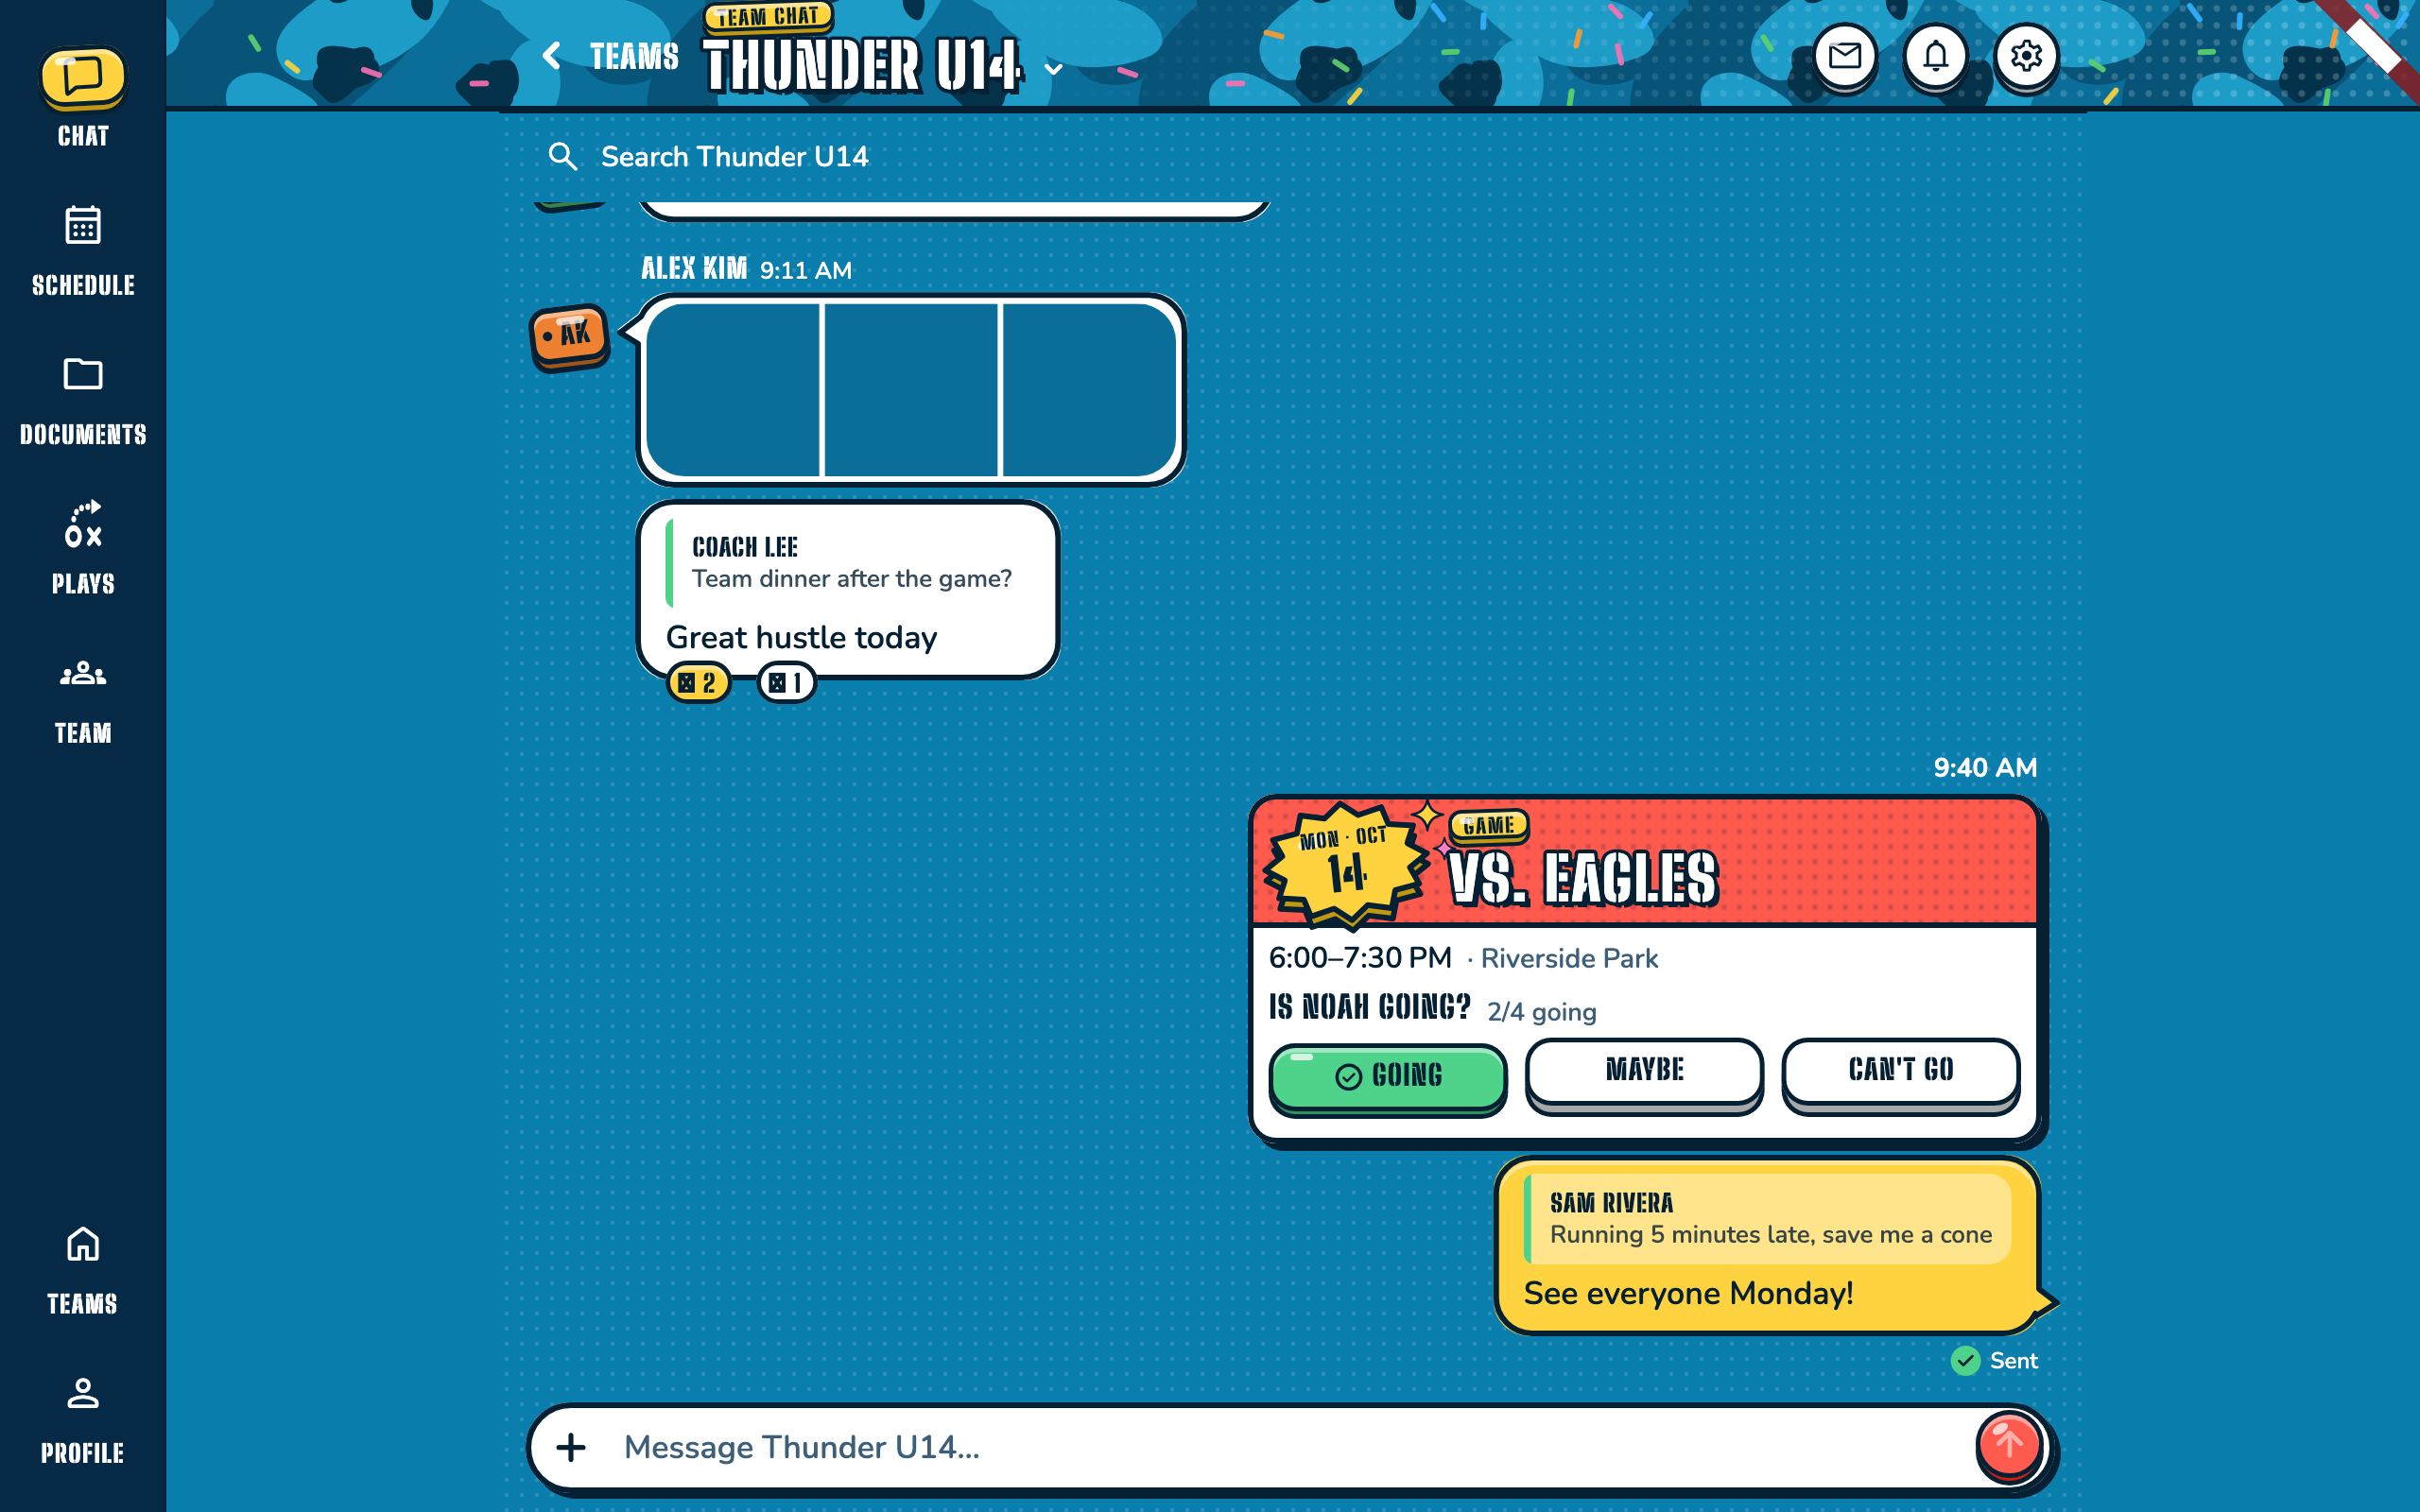 CHAT
SCHEDULE
DOCUMENTS
PLAYS
TEAM
TEAMS
PROFILE
TEAMS
TEAM CHAT
THUNDER U14
Search Thunder U14
ALEX KIM 9:11 AM
AK
COACH LEE
Team dinner after the game?
Great hustle today
2
1
9:40 AM
MON · OCT
14
GAME
VS. EAGLES
6:00–7:30 PM · Riverside Park
IS NOAH GOING? 2/4 going
GOING
MAYBE
CAN'T GO
SAM RIVERA
Running 5 minutes late, save me a cone
See everyone Monday!
Sent
Message Thunder U14...